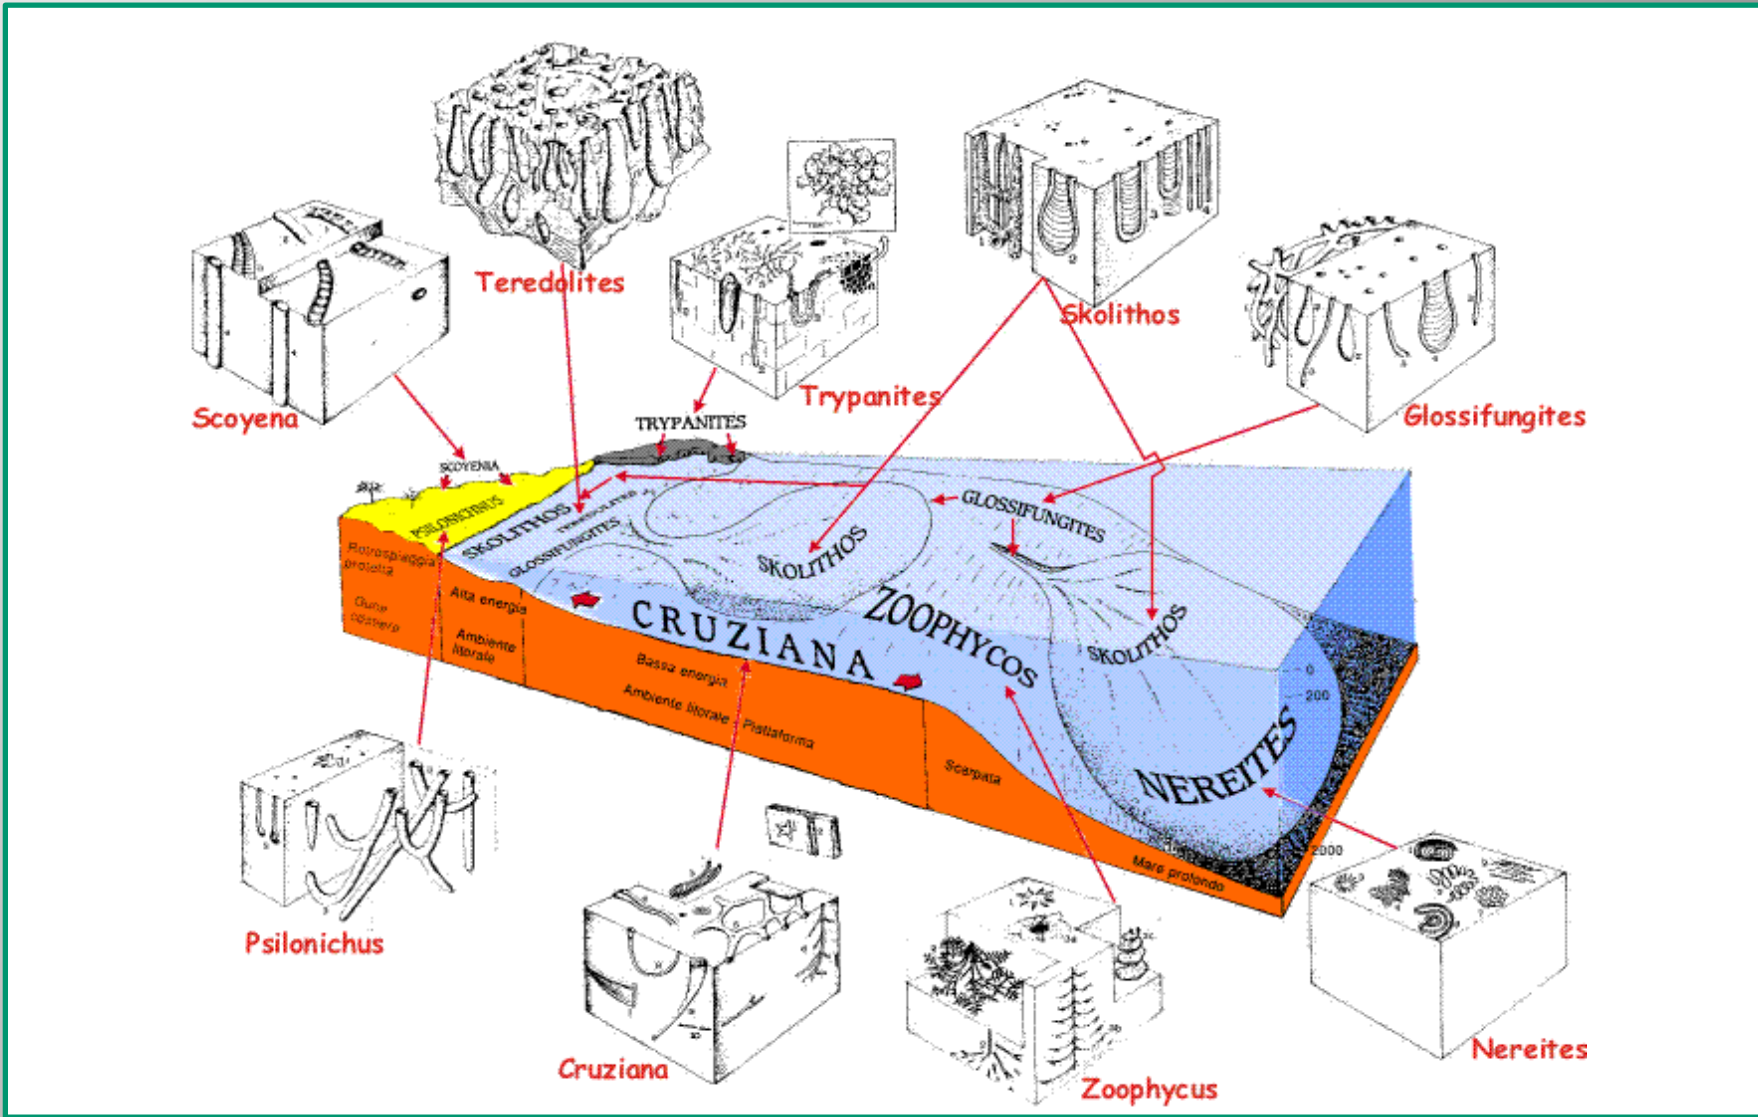 Teredolites
Skolithos
Scoyena
Trypanites
Glossifungites
TRYPANITES
SCOYENIA
PSILONICHNUS
SKOLITHOS
TEREDOLITES
GLOSSIFUNGITES
SKOLITHOS
GLOSSIFUNGITES
CRUZIANA
ZOOPHYCOS
SKOLITHOS
NEREITES
Retrospiaggia
protetta
Dune
costiere
Alta energia
Ambiente
litorale
Bassa energia
Ambiente litorale - Piattaforma
Scarpata
Mare profondo
0
200
2000
Psilonichus
Cruziana
Zoophycus
Nereites